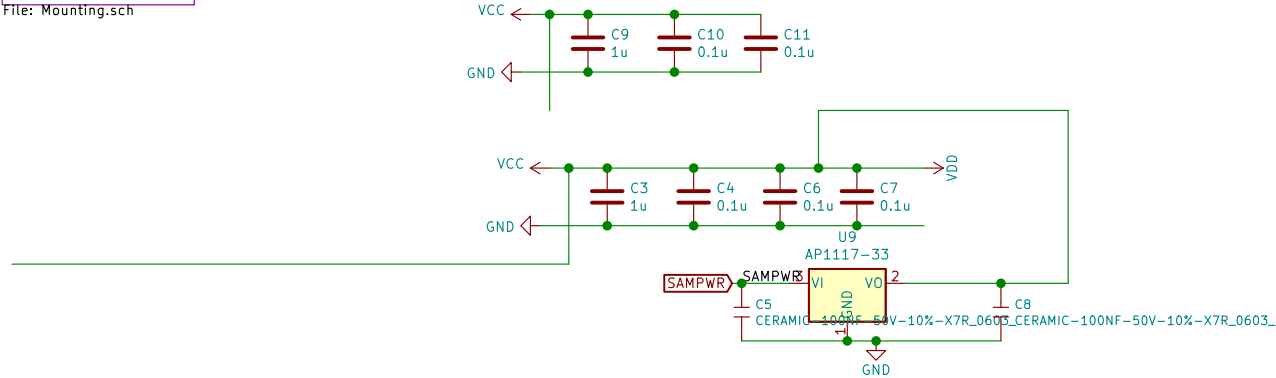 File: Mounting.sch
VCC
C9
1u
C10
0.1u
C11
0.1u
GND
VCC
VDD
C3
1u
C4
0.1u
C6
0.1u
C7
0.1u
GND
U9
AP1117-33
SAMPWR
SAMPWR
3
VI
VO
2
GND
1
C5
CERAMIC-100NF-50V-10%-X7R_0603_
C8
CERAMIC-100NF-50V-10%-X7R_0603_
GND